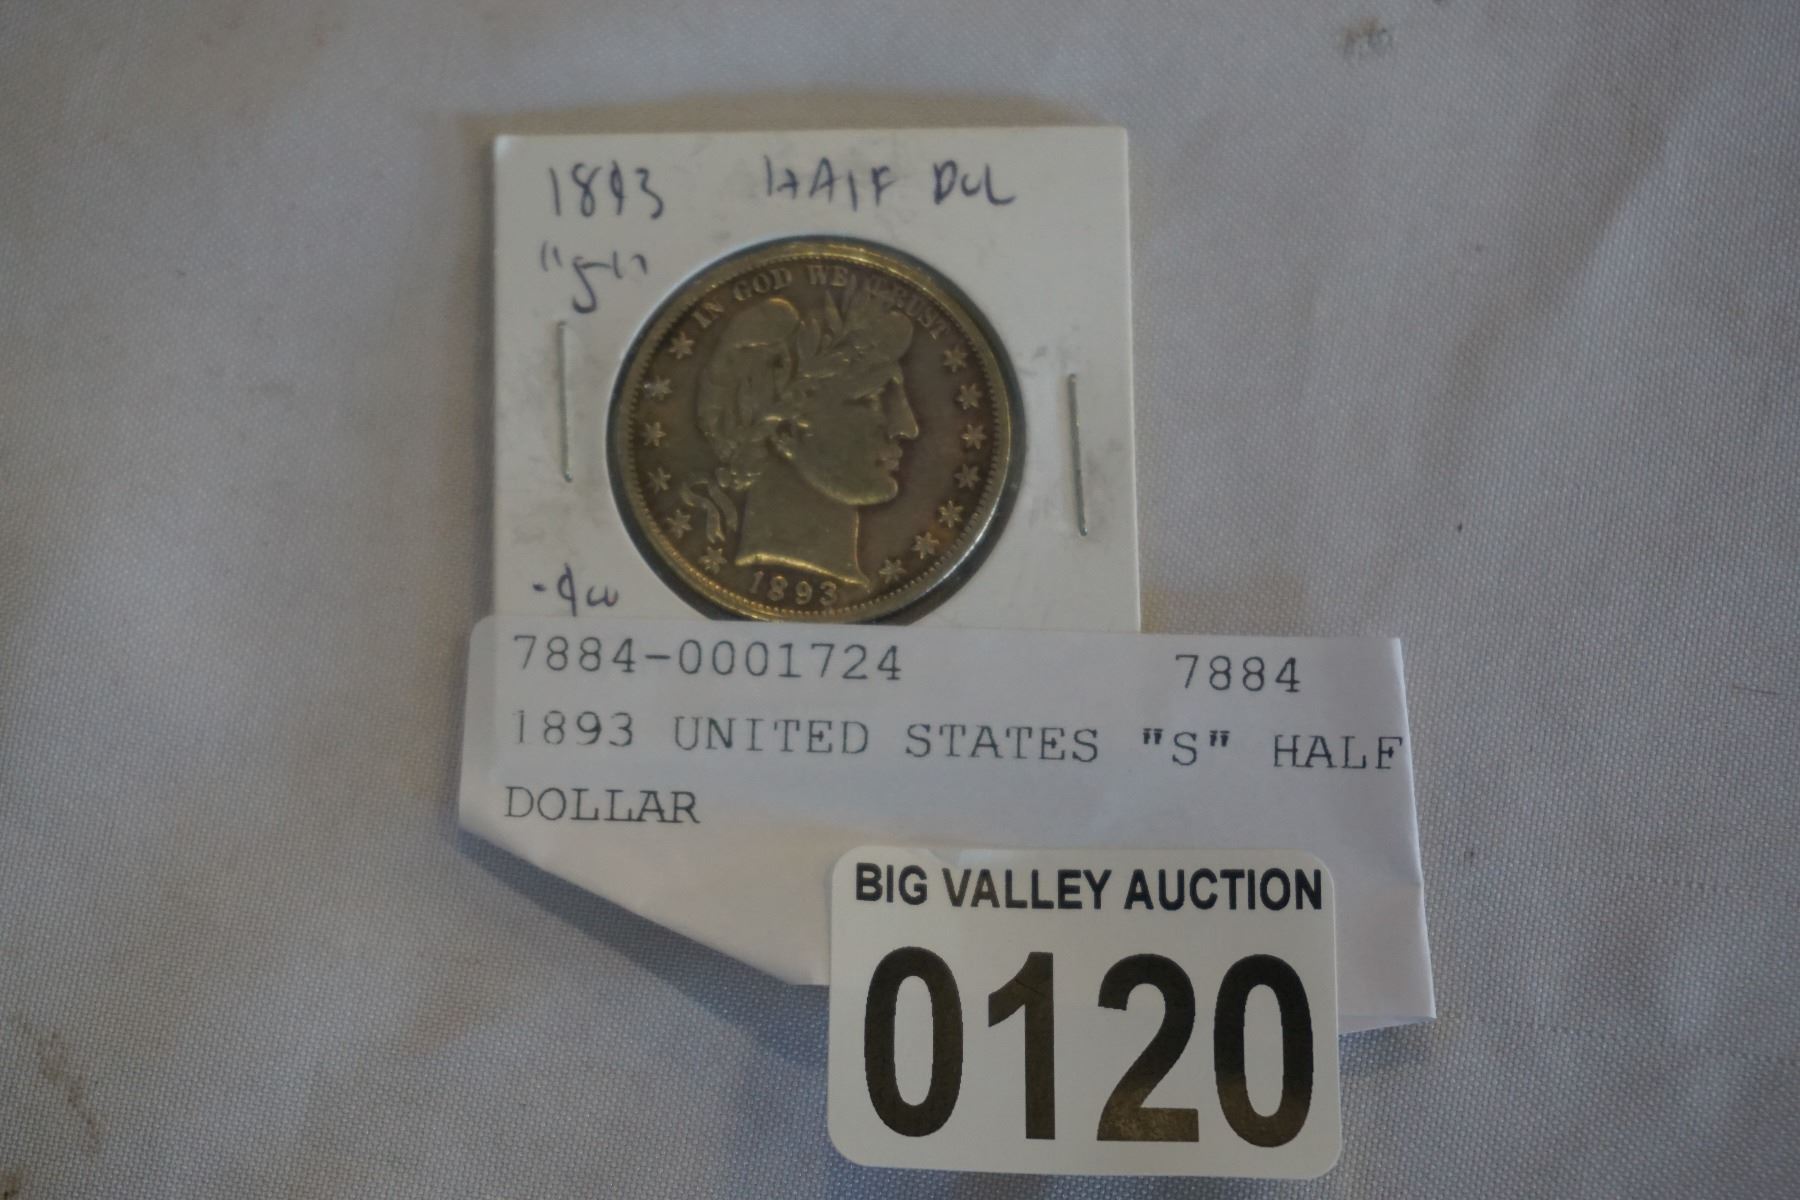 1893 HAlF DOL
"S"
IN GOD WE TRUST
1893
7884-0001724 7884
1893 UNITED STATES "S" HALF
DOLLAR
BIG VALLEY AUCTION
0120